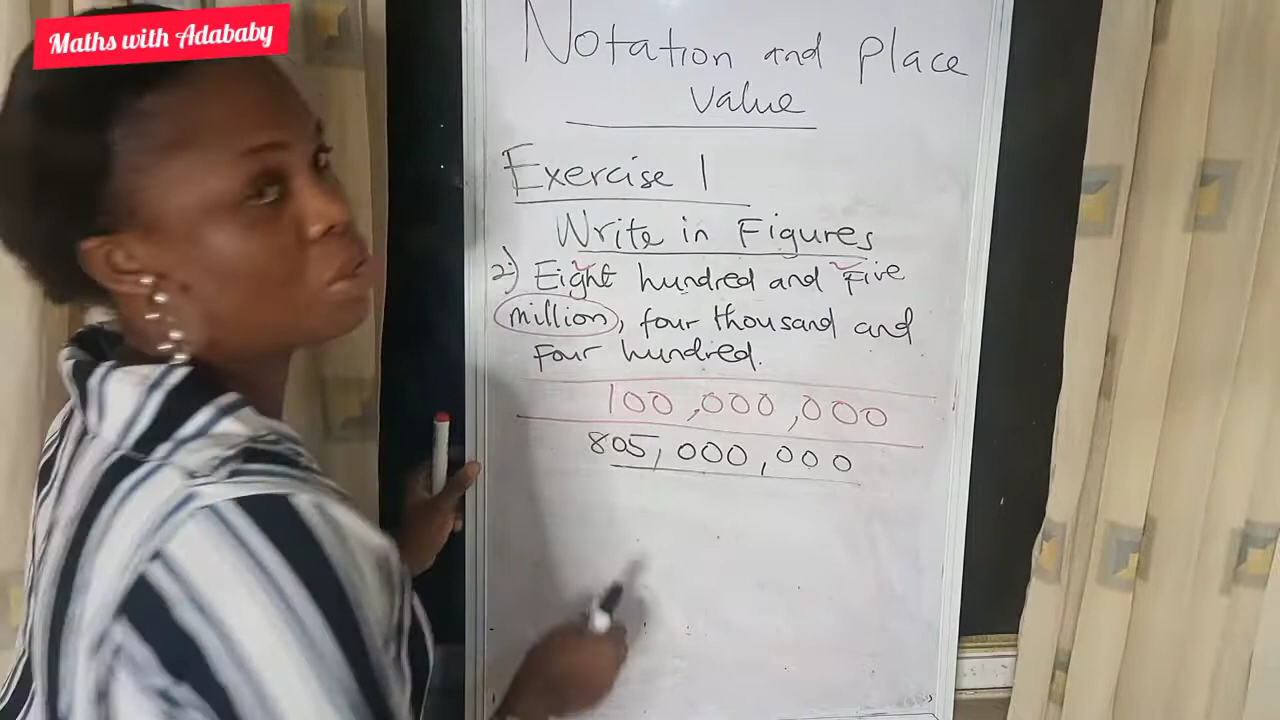 Maths with Adababy
Notation and place
value
Exercise 1
Write in Figures
2:) Eight hundred and Five
million, four thousand and
Four hundred.
100,000,000
805,000,000